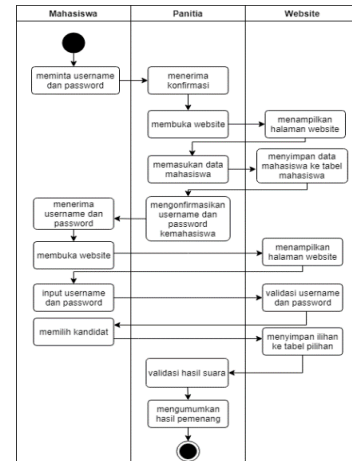 Mahasiswa
Panitia
Website
meminta username
dan password
menerima
konfirmasi
membuka website
menampilkan
halaman website
memasukan data
mahasiswa
menyimpan data
mahasiswa ke tabel
mahasiswa
menerima
username dan
password
mengonfirmasikan
username dan
password
kemahasiswa
membuka website
menampilkan
halaman website
input username
dan password
validasi username
dan password
memilih kandidat
menyimpan ilihan
ke tabel pilihan
validasi hasil suara
mengumumkan
hasil pemenang